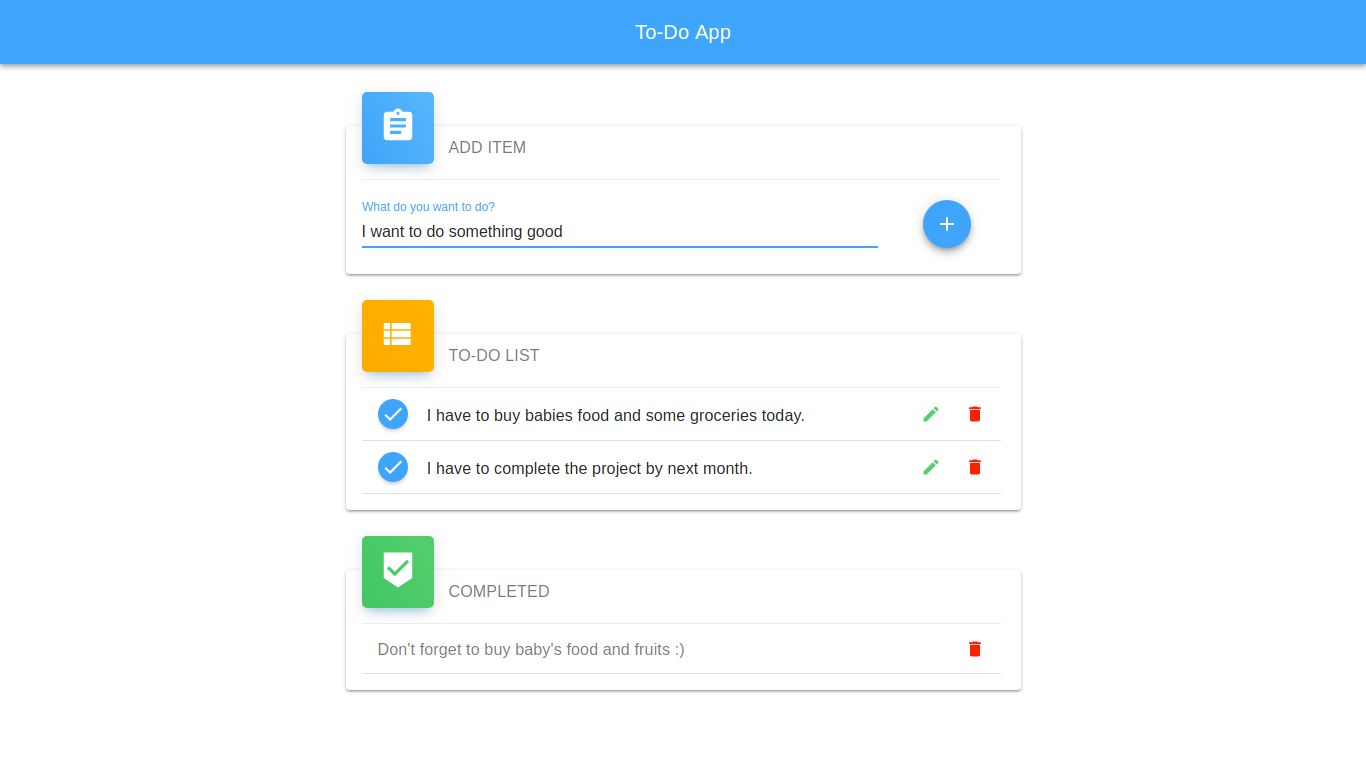 To-Do App
ADD ITEM
What do you want to do?
I want to do something good
TO-DO LIST
I have to buy babies food and some groceries today.
I have to complete the project by next month.
COMPLETED
Don't forget to buy baby's food and fruits :)